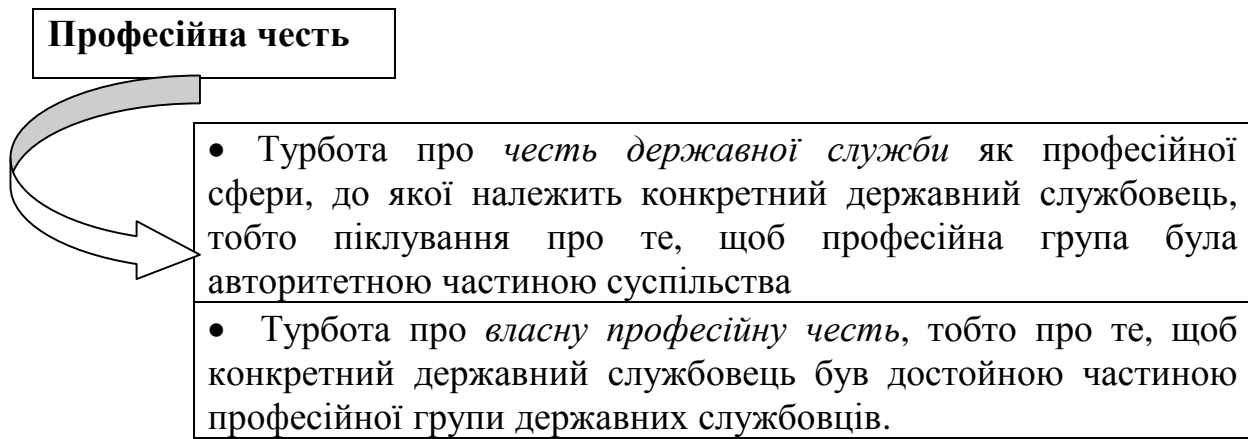 Професійна честь
• Турбота про честь державної служби як професійної
сфери, до якої належить конкретний державний службовець,
тобто піклування про те, щоб професійна група була
авторитетною частиною суспільства
• Турбота про власну професійну честь, тобто про те, щоб
конкретний державний службовець був достойною частиною
професійної групи державних службовців.